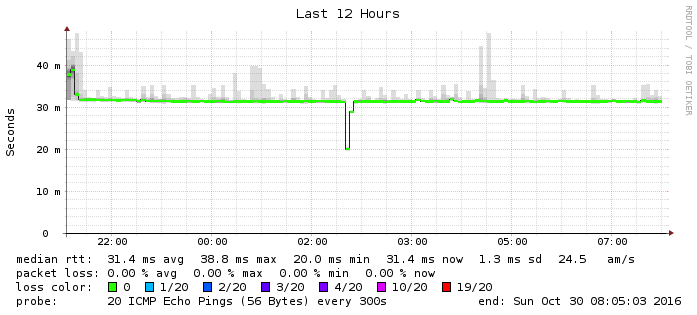 Last 12 Hours
RRDTOOL / TOBI OETIKER
Seconds
40 m
30 m
20 m
10 m
0
22:00 00:00 02:00 03:00 05:00 07:00
median rtt: 31.4 ms avg 38.8 ms max 20.0 ms min 31.4 ms now 1.3 ms sd 24.5 am/s
packet loss: 0.00 % avg 0.00 % max 0.00 % min 0.00 % now
loss color: 0 1/20 2/20 3/20 4/20 10/20 19/20
probe: 20 ICMP Echo Pings (56 Bytes) every 300s end: Sun Oct 30 08:05:03 2016